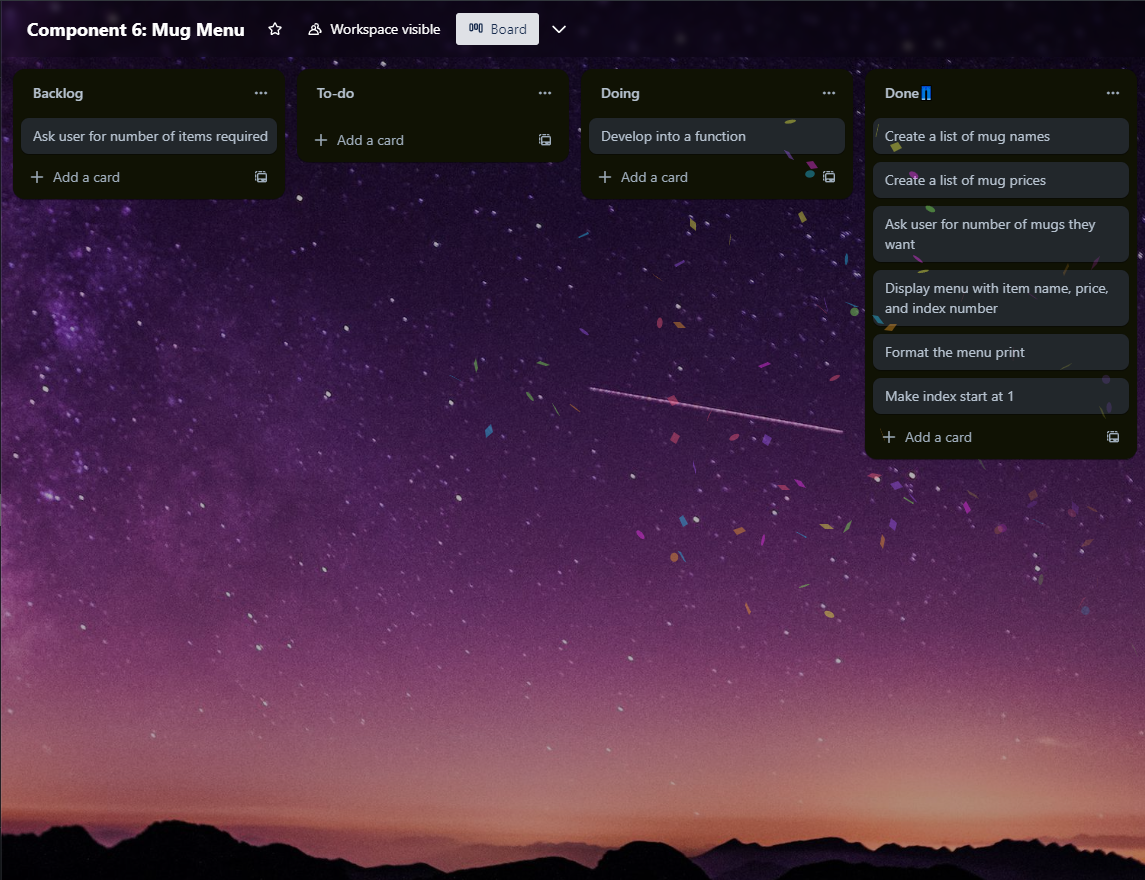 Component 6: Mug Menu
Workspace visible
Board
Backlog
Ask user for number of items required
Add a card
To-do
Add a card
Doing
Develop into a function
Add a card
Done👖
Create a list of mug names
Create a list of mug prices
Ask user for number of mugs they
want
Display menu with item name, price,
and index number
Format the menu print
Make index start at 1
Add a card